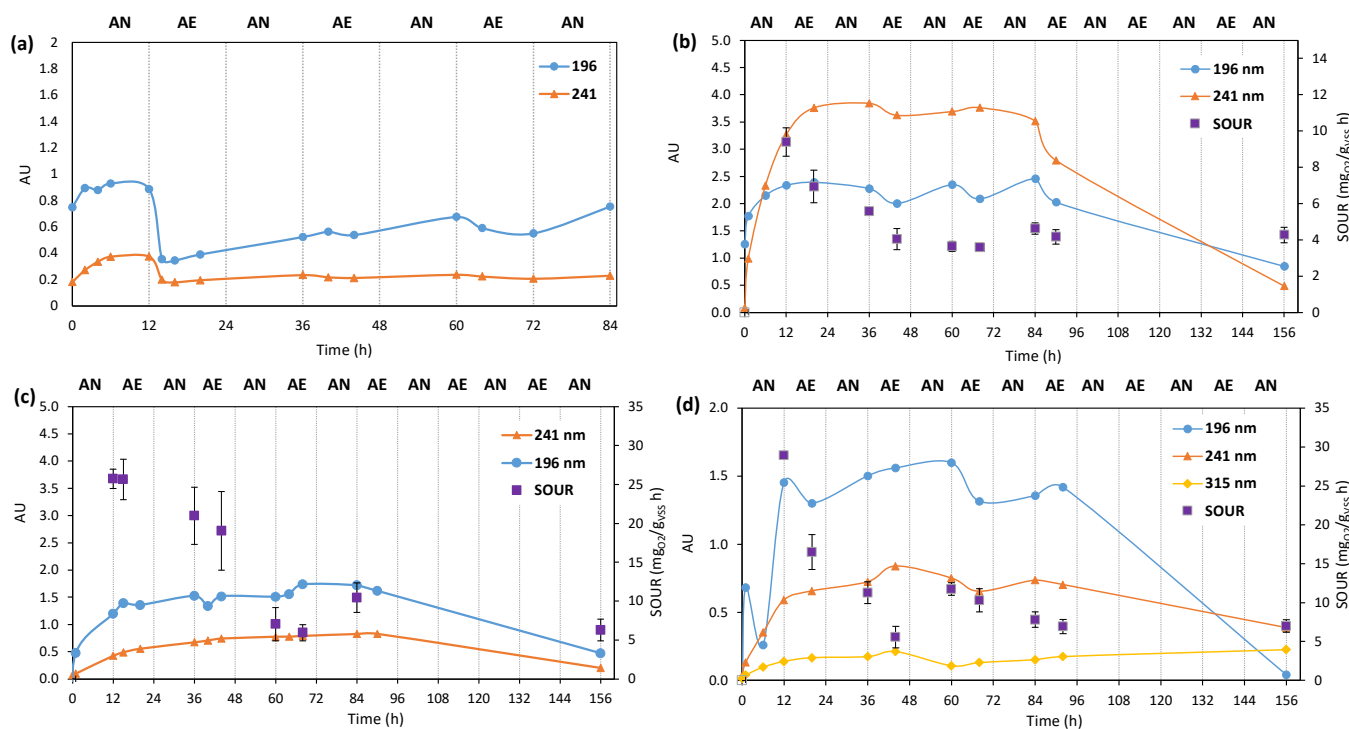 AN AE AN AE AN AE AN
(a)
2
1.8
1.6
1.4
1.2
1
0.8
0.6
0.4
0.2
0
AU
196
241
0 12 24 36 48 60 72 84
Time (h)
AN AE AN AE AN AE AN AE AN AE AN AE AN
(b)
5.0
4.5
4.0
3.5
3.0
2.5
2.0
1.5
1.0
0.5
0.0
AU
196 nm
241 nm
SOUR
14
12
10
8
6
4
2
0
SOUR (mgO2/gVSS h)
0 12 24 36 48 60 72 84 96 108 120 132 144 156
Time (h)
AN AE AN AE AN AE AN AE AN AN AE AN
(c)
5.0
4.5
4.0
3.5
3.0
2.5
2.0
1.5
1.0
0.5
0.0
AU
241 nm
196 nm
SOUR
35
30
25
20
15
10
5
0
SOUR (mgO2/gVSS h)
0 12 24 36 48 60 72 84 96 108 120 132 144 156
Time (h)
AN AE AN AE AN AE AN AE AN AE AN AE AN
(d)
2.0
1.5
1.0
0.5
0.0
AU
196 nm
241 nm
315 nm
SOUR
35
30
25
20
15
10
5
0
SOUR (mgO2/gVSS h)
0 12 24 36 48 60 72 84 96 108 120 132 144 156
Time (h)